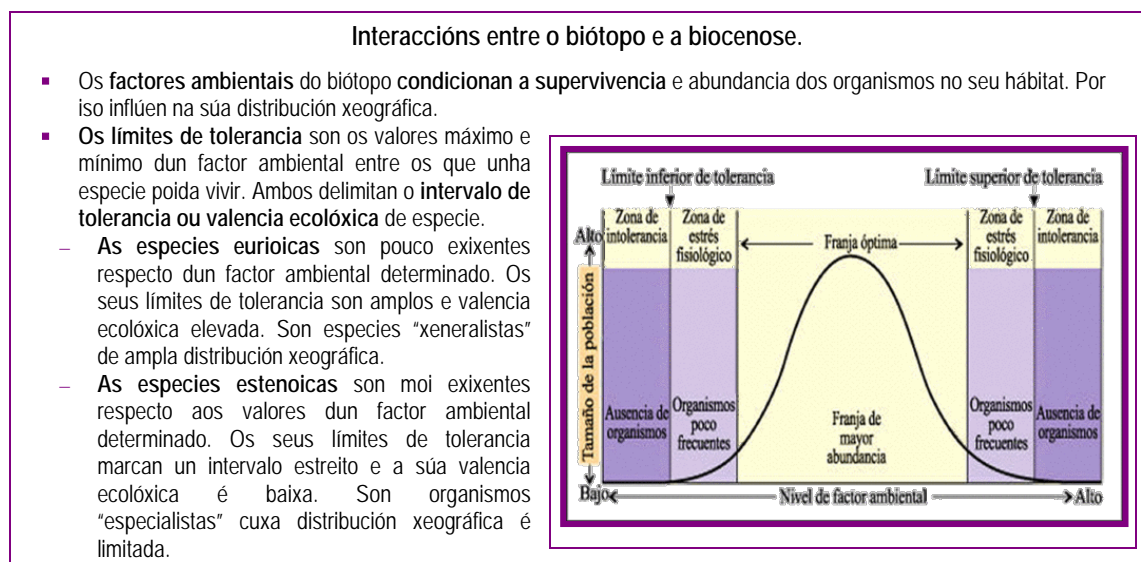 Interaccións entre o biótopo e a biocenose.
▪ Os factores ambientais do biótopo condicionan a supervivencia e abundancia dos organismos no seu hábitat. Por
iso inflúen na súa distribución xeográfica.
▪ Os límites de tolerancia son os valores máximo e
mínimo dun factor ambiental entre os que unha
especie poida vivir. Ambos delimitan o intervalo de
tolerancia ou valencia ecolóxica de especie.
– As especies eurioicas son pouco exixentes
respecto dun factor ambiental determinado. Os
seus límites de tolerancia son amplos e valencia
ecolóxica elevada. Son especies “xeneralistas”
de ampla distribución xeográfica.
– As especies estenoicas son moi exixentes
respecto aos valores dun factor ambiental
determinado. Os seus límites de tolerancia
marcan un intervalo estreito e a súa valencia
ecolóxica é baixa. Son organismos
“especialistas” cuxa distribución xeográfica é
limitada.
Límite inferior de tolerancia
Límite superior de tolerancia
Zona de
intolerancia
Zona de
estrés
fisiológico
Franja óptima
Zona de
estrés
fisiológico
Zona de
intolerancia
Alto
Tamaño de la población
Ausencia de
organismos
Organismos
poco
frecuentes
Franja de
mayor
abundancia
Organismos
poco
frecuentes
Ausencia de
organismos
Bajo
Nivel de factor ambiental
Alto